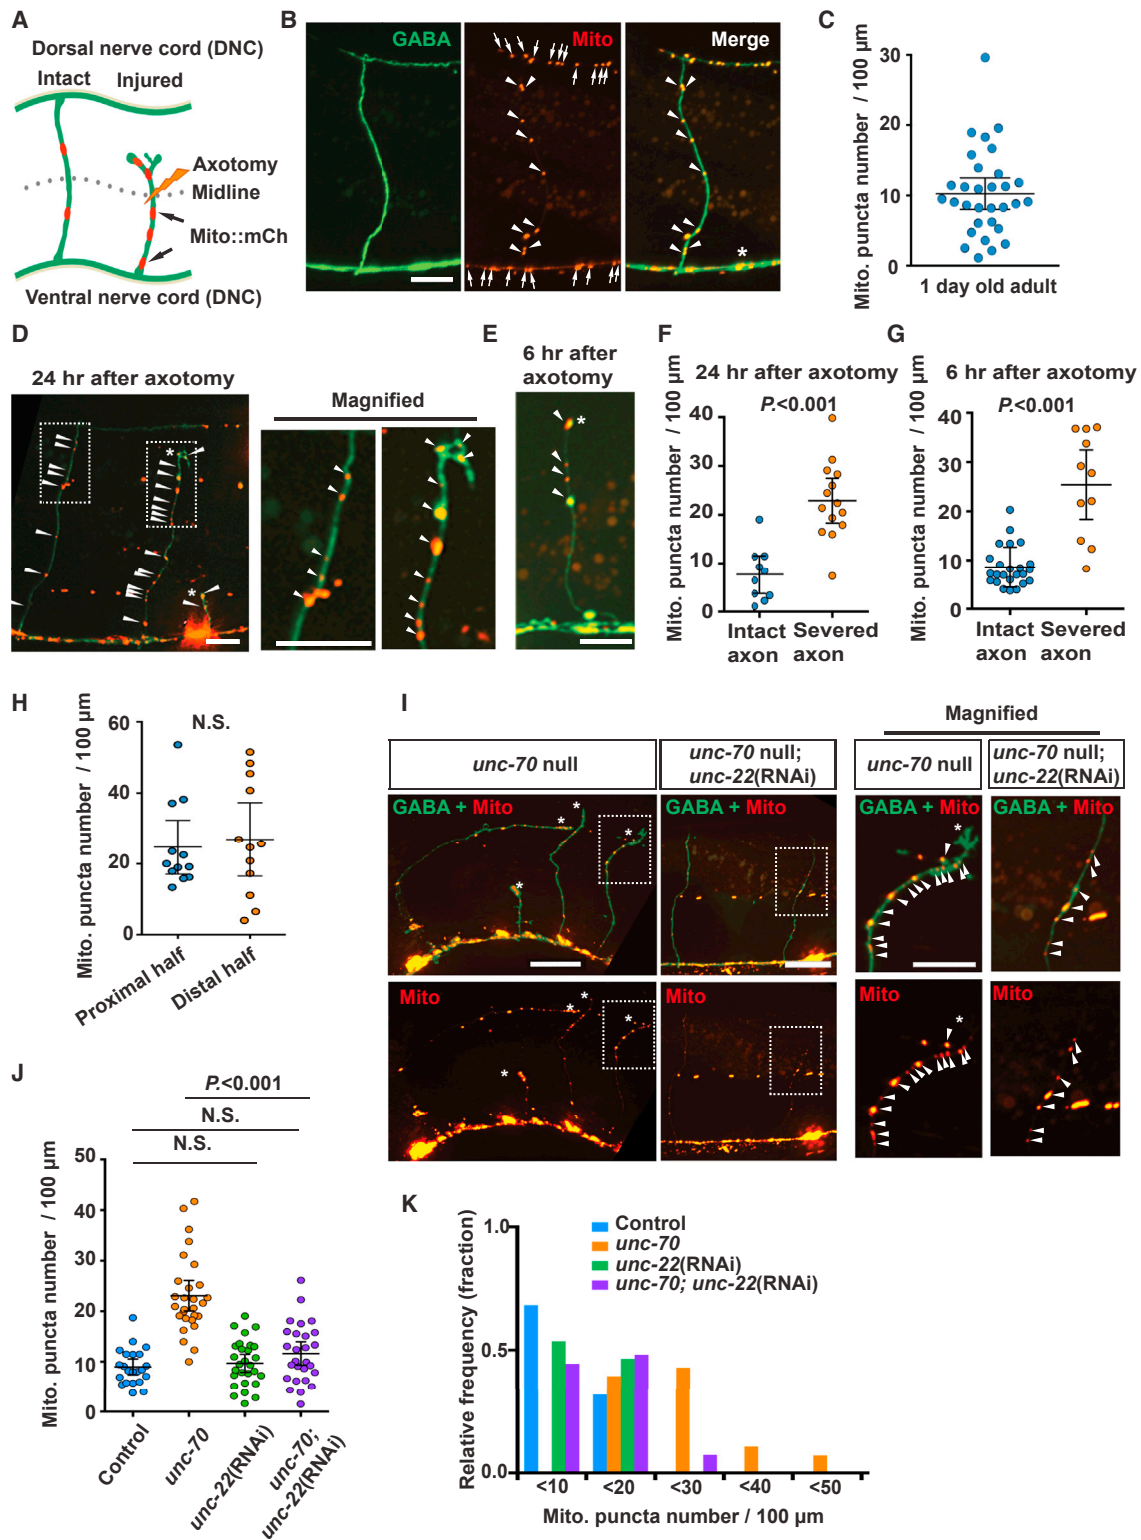 A
Dorsal nerve cord (DNC)
Intact Injured
Axotomy
Midline
Mito::mCh
Ventral nerve cord (DNC)
B
GABA
Mito
Merge
*
C
Mito. puncta number / 100 µm
30
20
10
0
1 day old adult
D
24 hr after axotomy
*
*
Magnified
E
6 hr after
axotomy
*
F
24 hr after axotomy
P.<0.001
Mito. puncta number / 100 µm
40
30
20
10
0
Intact
axon
Severed
axon
G
6 hr after axotomy
P.<0.001
Mito. puncta number / 100 µm
40
30
20
10
0
Intact
axon
Severed
axon
H
N.S.
Mito. puncta number / 100 µm
60
40
20
0
Proximal half
Distal half
I
Magnified
unc-70 null
unc-70 null;
unc-22(RNAi)
unc-70 null
unc-70 null;
unc-22(RNAi)
GABA + Mito
* * * *
GABA + Mito
GABA + Mito
*
GABA + Mito
Mito
* * * *
Mito
Mito
*
Mito
J
P.<0.001
N.S.
N.S.
Mito. puncta number / 100 µm
50
40
30
20
10
0
Control
unc-70
unc-22(RNAi)
unc-70;
unc-22(RNAi)
K
Control
unc-70
unc-22(RNAi)
unc-70; unc-22(RNAi)
Relative frequency (fraction)
1.0
0.5
0.0
<10 <20 <30 <40 <50
Mito. puncta number / 100 µm